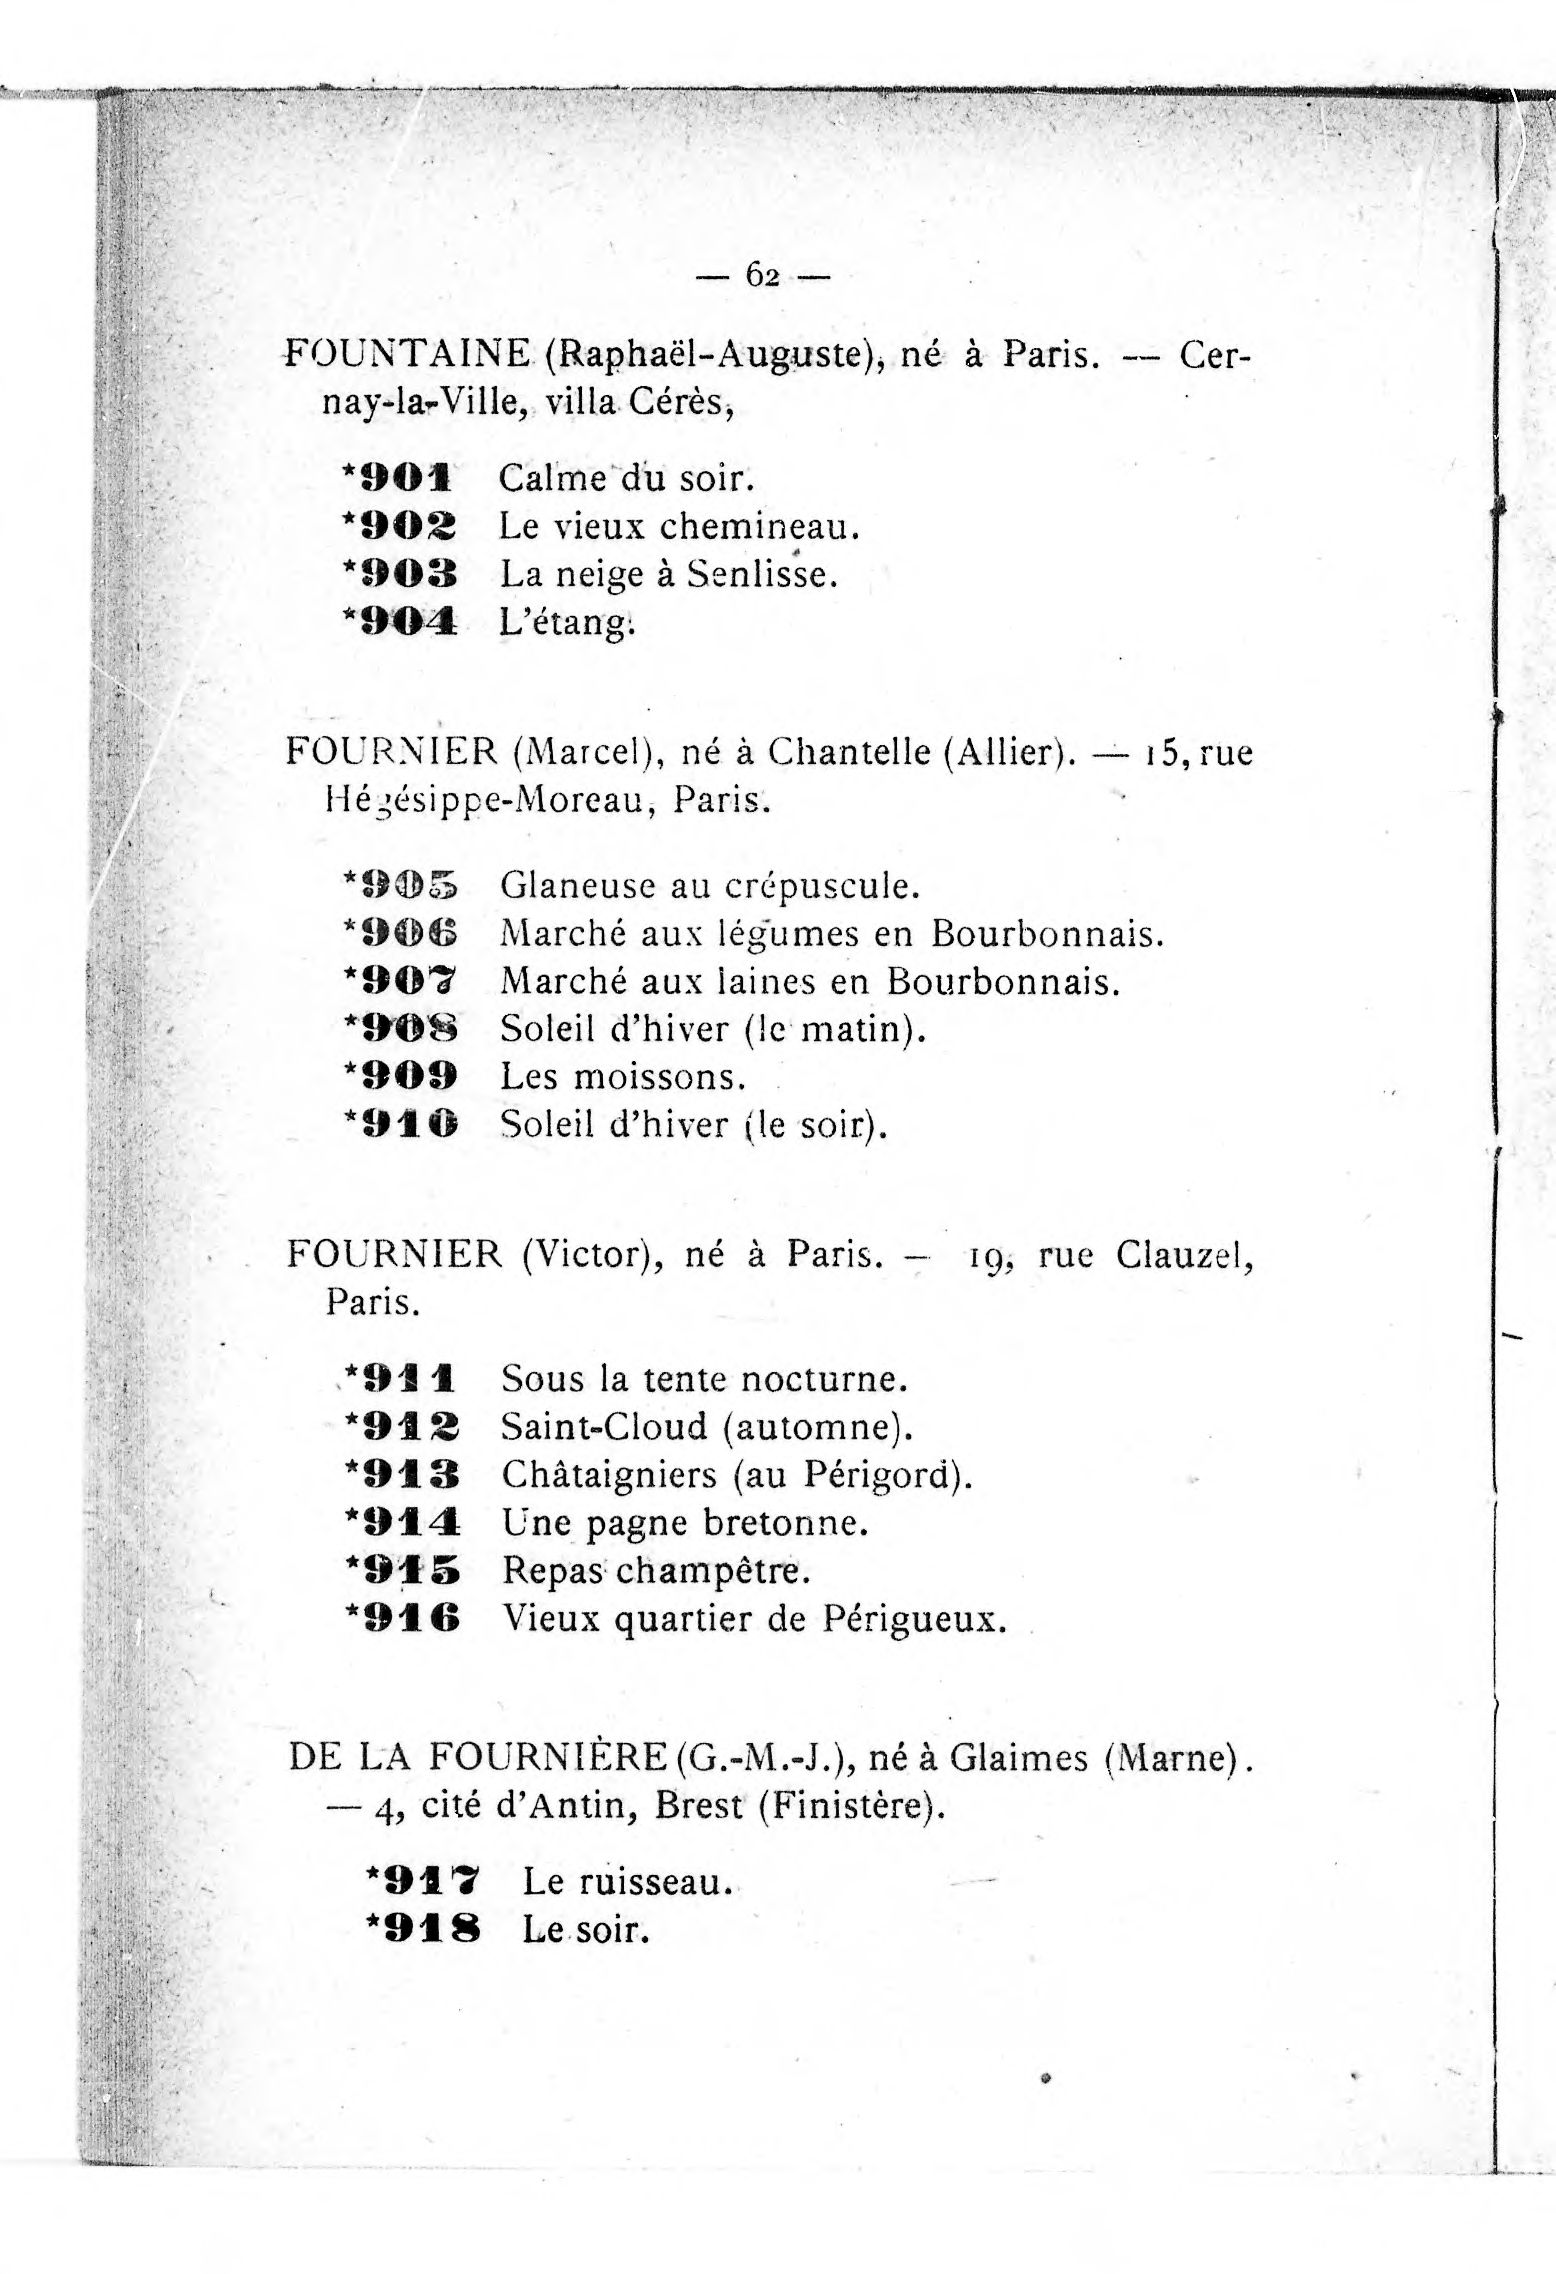 — 62 —
FOUNTAINE (Raphaël-Auguste), né à Paris. — Cer-
nay-la-Ville, villa Cérès,
*901 Calme du soir.
*902 Le vieux chemineau.
*903 La neige à Senlisse.
*904 L'étang.
FOURNIER (Marcel), né à Chantelle (Allier). — 15, rue
Hégésippe-Moreau, Paris.
*905 Glaneuse au crépuscule.
*906 Marché aux légumes en Bourbonnais.
*907 Marché aux laines en Bourbonnais.
*908 Soleil d'hiver (le matin).
*909 Les moissons.
*910 Soleil d'hiver (le soir).
FOURNIER (Victor), né à Paris. — 19, rue Clauzel,
Paris.
*911 Sous la tente nocturne.
*912 Saint-Cloud (automne).
*913 Châtaigniers (au Périgord).
*914 Une pagne bretonne.
*915 Repas champêtre.
*916 Vieux quartier de Périgueux.
DE LA FOURNIÈRE (G.-M.-J.), né à Glaimes (Marne).
— 4, cité d'Antin, Brest (Finistère).
*917 Le ruisseau.
*918 Le soir.